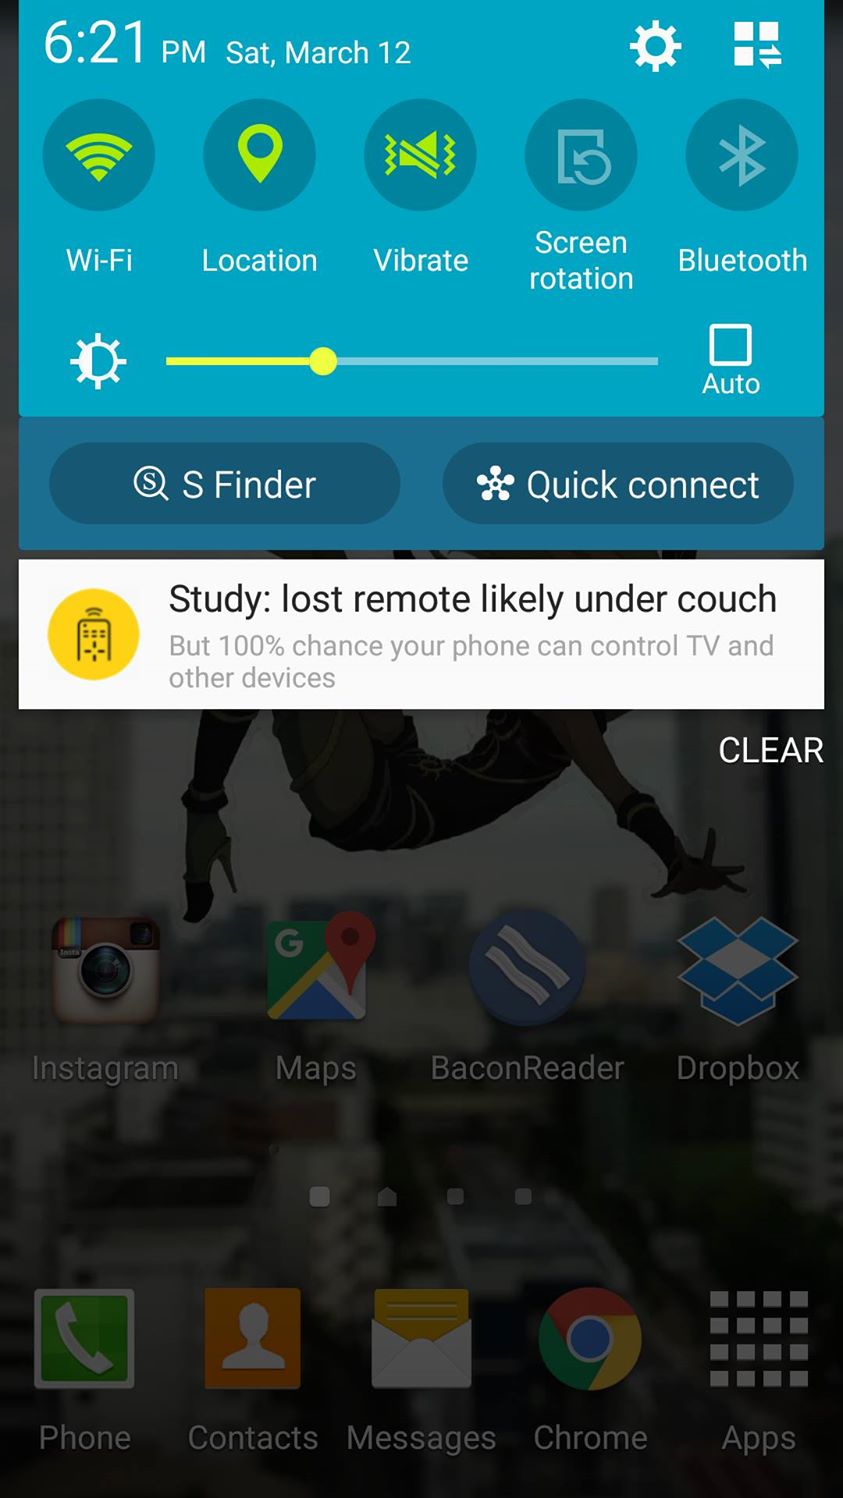 6:21 PM Sat, March 12
Wi-Fi Location Vibrate Screen rotation Bluetooth
Auto
S Finder Quick connect
Study: lost remote likely under couch
But 100% chance your phone can control TV and
other devices
CLEAR
Insta G
Instagram Maps BaconReader Dropbox
Phone Contacts Messages Chrome Apps